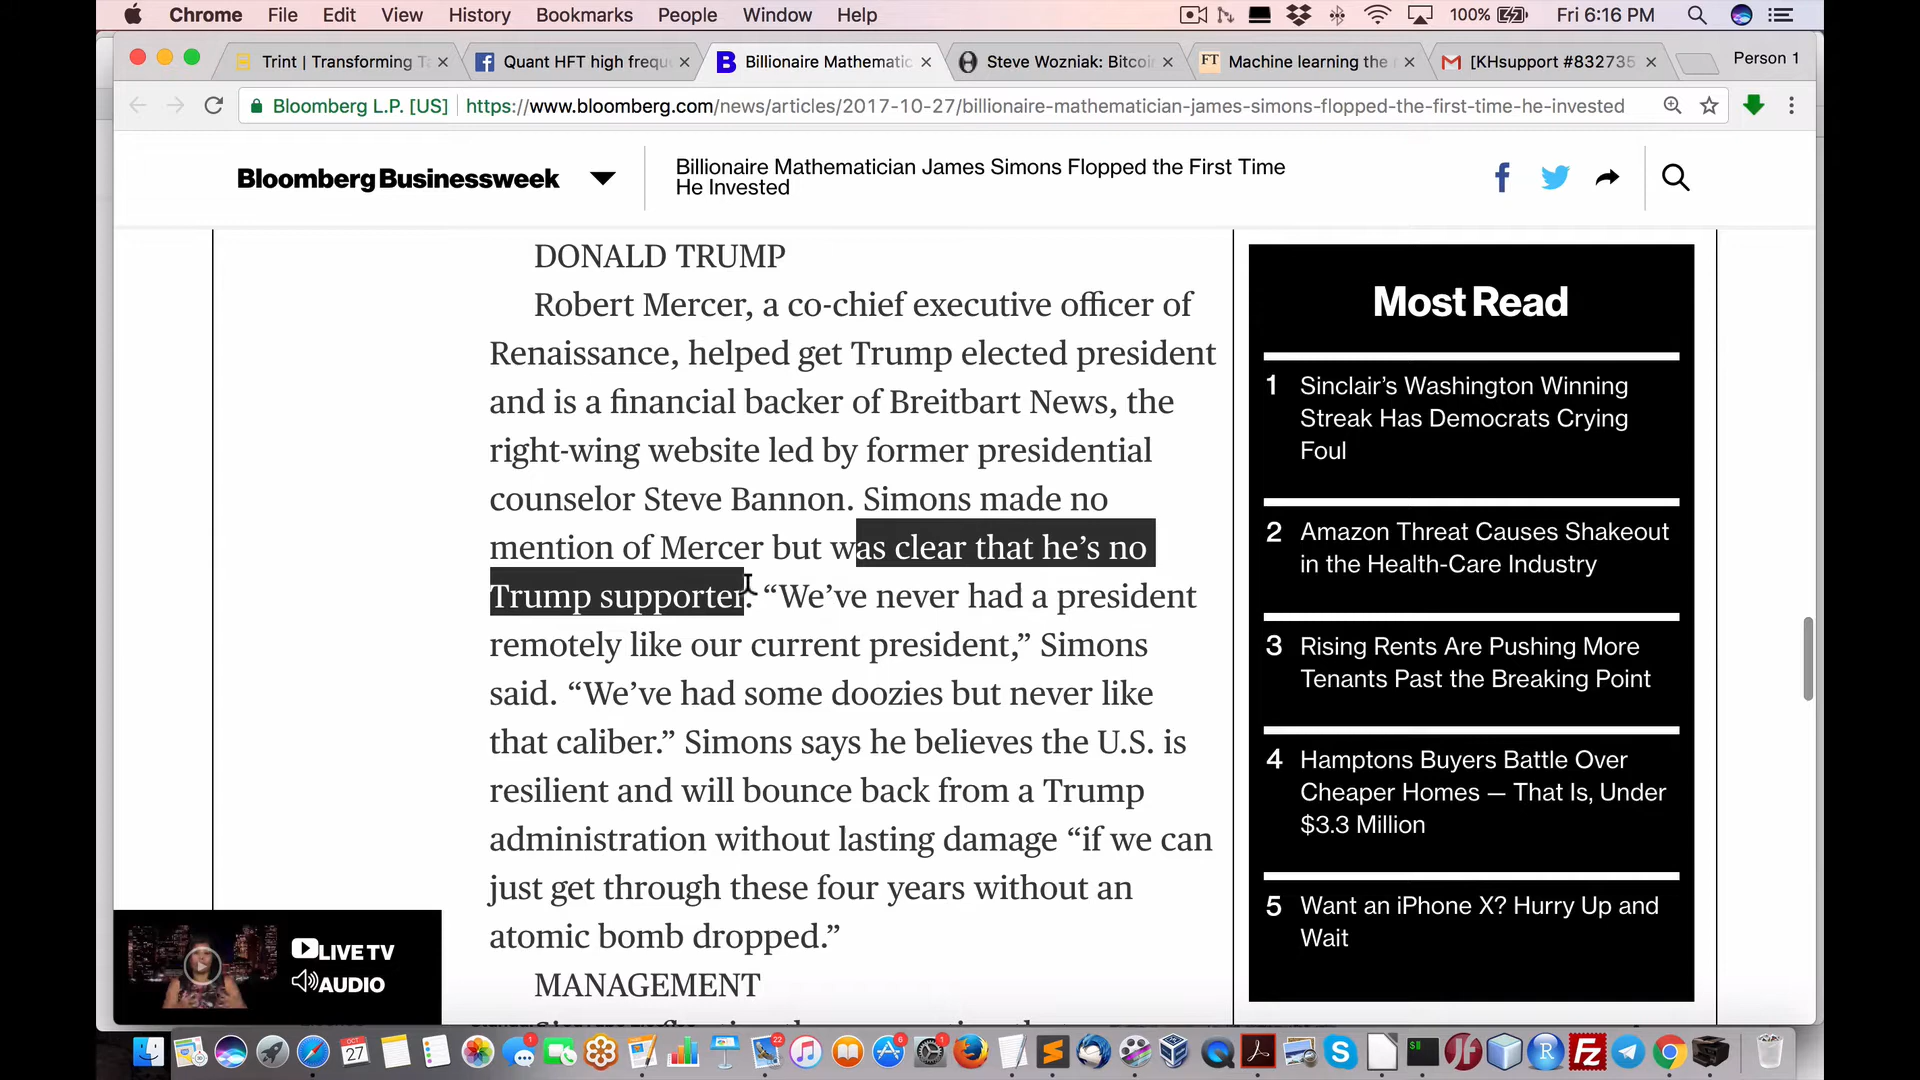 Chrome File Edit View History Bookmarks People Window Help 100% Fri 6:16 PM
Trint | Transforming Ta
Quant HFT high frequ
Billionaire Mathematic
Steve Wozniak: Bitcoi
FT Machine learning the
[KHsupport #832735
Person 1
Bloomberg L.P. [US] https://www.bloomberg.com/news/articles/2017-10-27/billionaire-mathematician-james-simons-flopped-the-first-time-he-invested
Bloomberg Businessweek
Billionaire Mathematician James Simons Flopped the First Time
He Invested
DONALD TRUMP
Robert Mercer, a co-chief executive officer of
Renaissance, helped get Trump elected president
and is a financial backer of Breitbart News, the
right-wing website led by former presidential
counselor Steve Bannon. Simons made no
mention of Mercer but was clear that he's no
Trump supporter. “We've never had a president
remotely like our current president,” Simons
said. “We've had some doozies but never like
that caliber.” Simons says he believes the U.S. is
resilient and will bounce back from a Trump
administration without lasting damage “if we can
just get through these four years without an
atomic bomb dropped.”
MANAGEMENT
Most Read
1 Sinclair's Washington Winning
Streak Has Democrats Crying
Foul
2 Amazon Threat Causes Shakeout
in the Health-Care Industry
3 Rising Rents Are Pushing More
Tenants Past the Breaking Point
4 Hamptons Buyers Battle Over
Cheaper Homes — That Is, Under
$3.3 Million
5 Want an iPhone X? Hurry Up and
Wait
LIVE TV
AUDIO
OCT
27